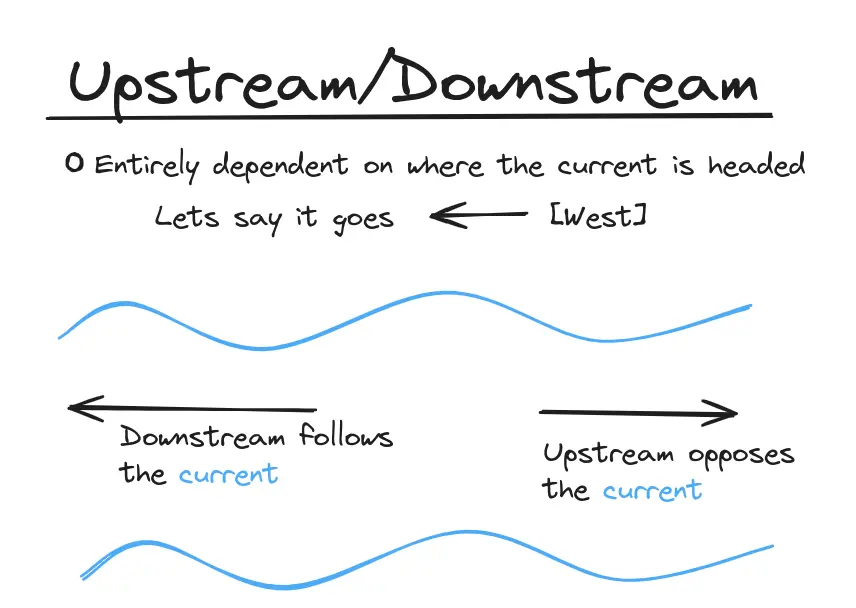 Upstream/Downstream
O Entirely dependent on where the current is headed
Lets say it goes ← [West]
Downstream follows
the current
Upstream opposes
the current